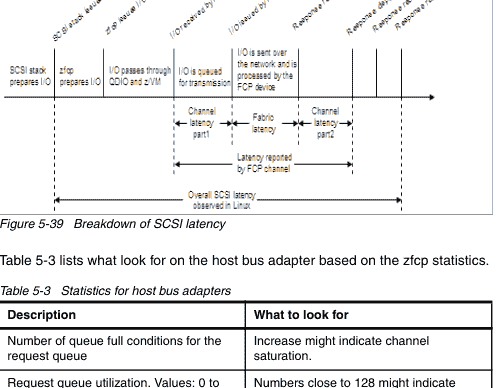 SCSI stack
prepares I/O
zfcp
prepares I/O
I/O passes through
QDIO and z/VM
I/O is queued
for transmission
I/O is sent over
the network and is
processed by the
FCP device
Channel
latency
part1
Fabric
latency
Channel
latency
part2
Latency reported
by FCP channel
Overall SCSI latency
observed in Linux
Figure 5-39 Breakdown of SCSI latency
Table 5-3 lists what look for on the host bus adapter based on the zfcp statistics.
Table 5-3 Statistics for host bus adapters
Description What to look for
Number of queue full conditions for the Increase might indicate channel
request queue saturation.
Request queue utilization. Values: 0 to Numbers close to 128 might indicate